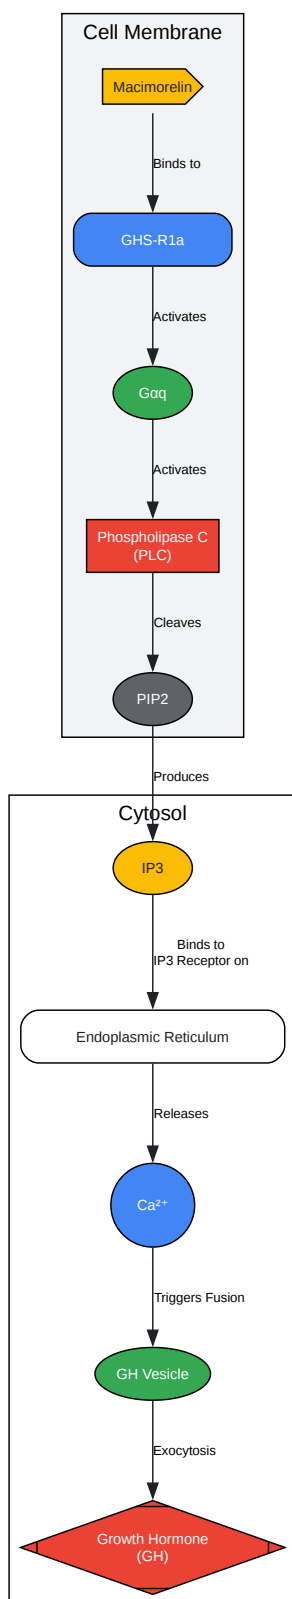 Cell Membrane
Macimorelin
Binds to
GHS-R1a
Activates
Gαq
Activates
Phospholipase C
(PLC)
Cleaves
PIP2
Produces
Cytosol
IP3
Binds to
IP3 Receptor on
Endoplasmic Reticulum
Releases
Ca²⁺
Triggers Fusion
GH Vesicle
Exocytosis
Growth Hormone
(GH)